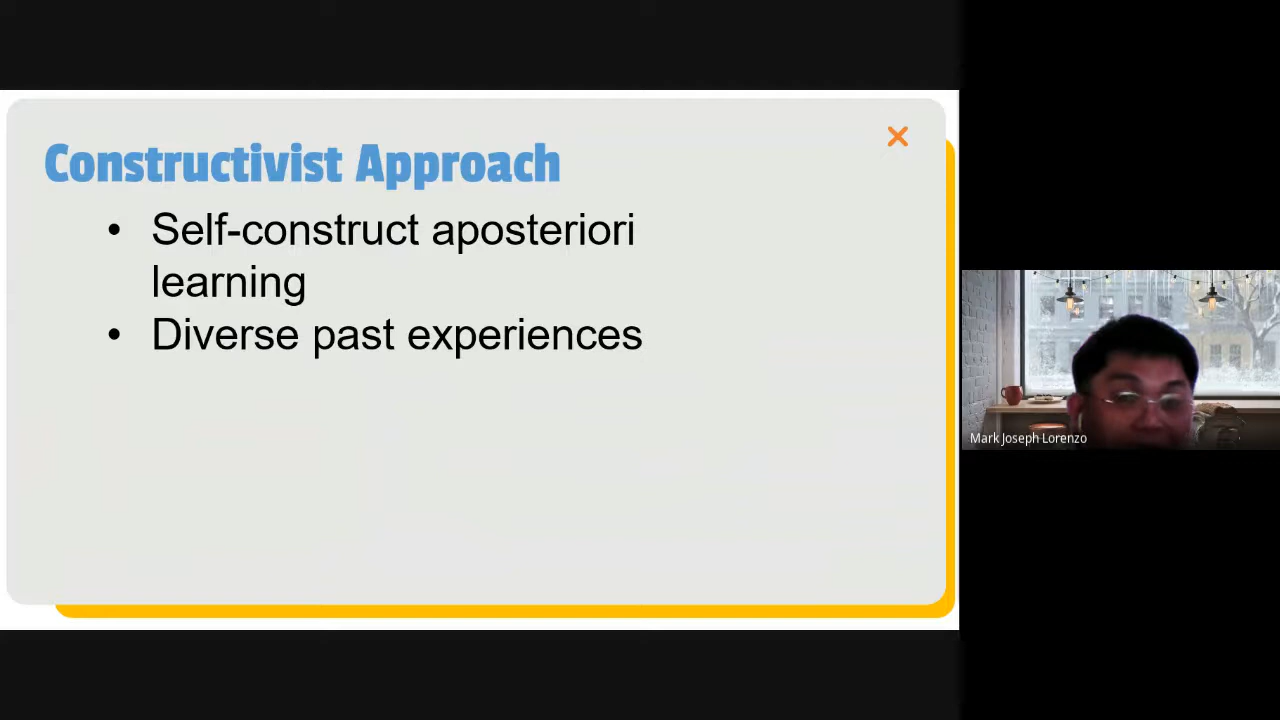 Constructivist Approach
• Self-construct aposteriori
learning
• Diverse past experiences
Mark Joseph Lorenzo